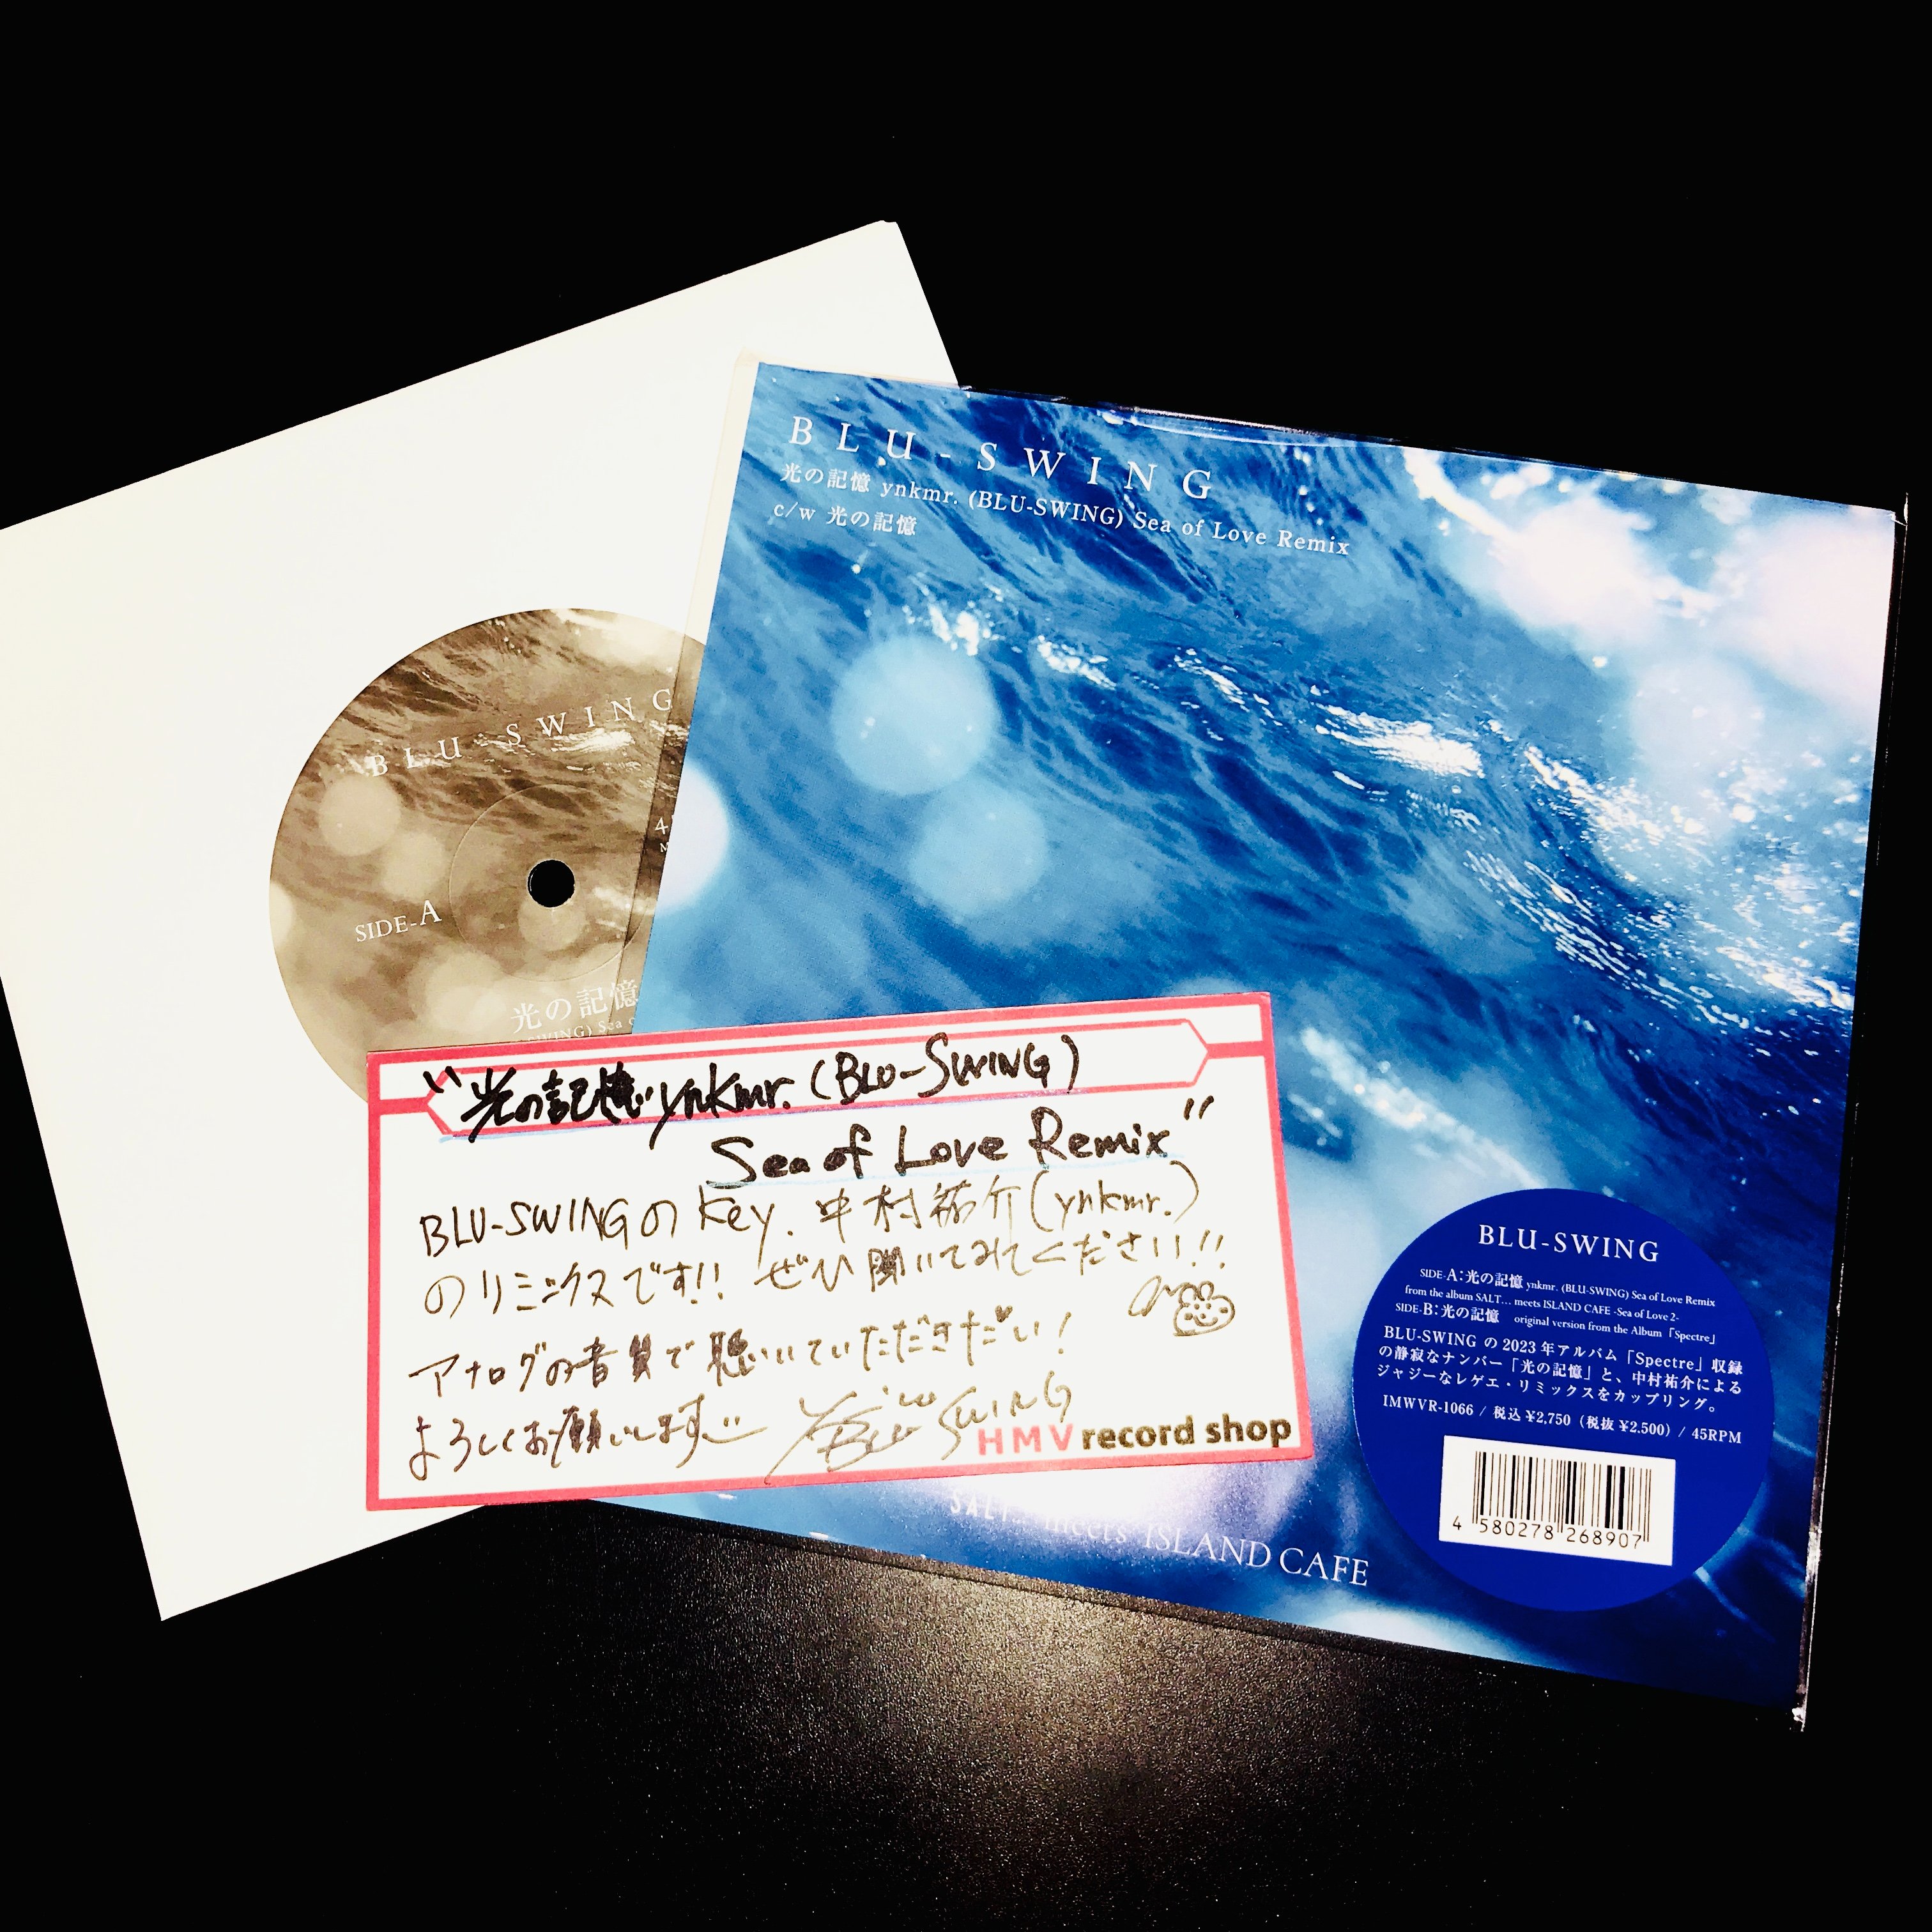 BLU-SWING
光の記憶 ynkmr. (BLU-SWING) Sea of Love Remix
c/w 光の記憶
BLU-SWING
SIDE-A
光の記憶
SWING) Sea
"光の記憶 ynkmr. (BLU-SWING)
Sea of Love Remix"
BLU-SWINGの Key. 中村祐介(ynkmr.)
のリミックスです!! ぜひ聞いてみてください!!
アナログの音質で聴いていただきたい!
よろしくお願いします
BLU-SWING
HMV record shop
SALT... meets ISLAND CAFE
BLU-SWING
SIDE-A:光の記憶 ynkmr. (BLU-SWING) Sea of Love Remix
from the album SALT... meets ISLAND CAFE -Sea of Love 2-
SIDE-B:光の記憶 original version from the Album「Spectre」
BLU-SWING の 2023 年アルバム「Spectre」収録
の静寂なナンバー「光の記憶」と、中村祐介による
ジャジーなレゲエ・リミックスをカップリング。
IMWVR-1066 / 税込 ¥2,750（税抜 ¥2.500）/ 45RPM
4 580278 268907